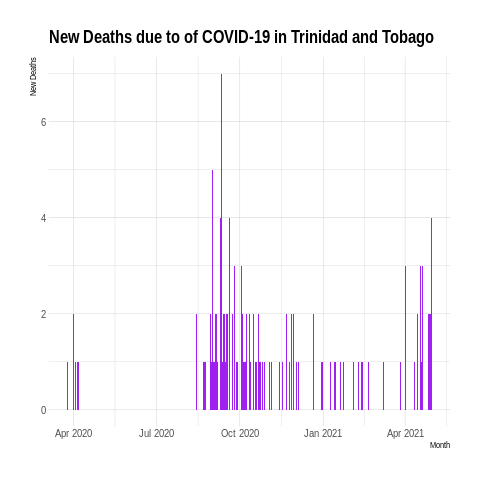 New Deaths due to of COVID-19 in Trinidad and Tobago
New Deaths
6
4
2
0
Apr 2020 Jul 2020 Oct 2020 Jan 2021 Apr 2021
Month